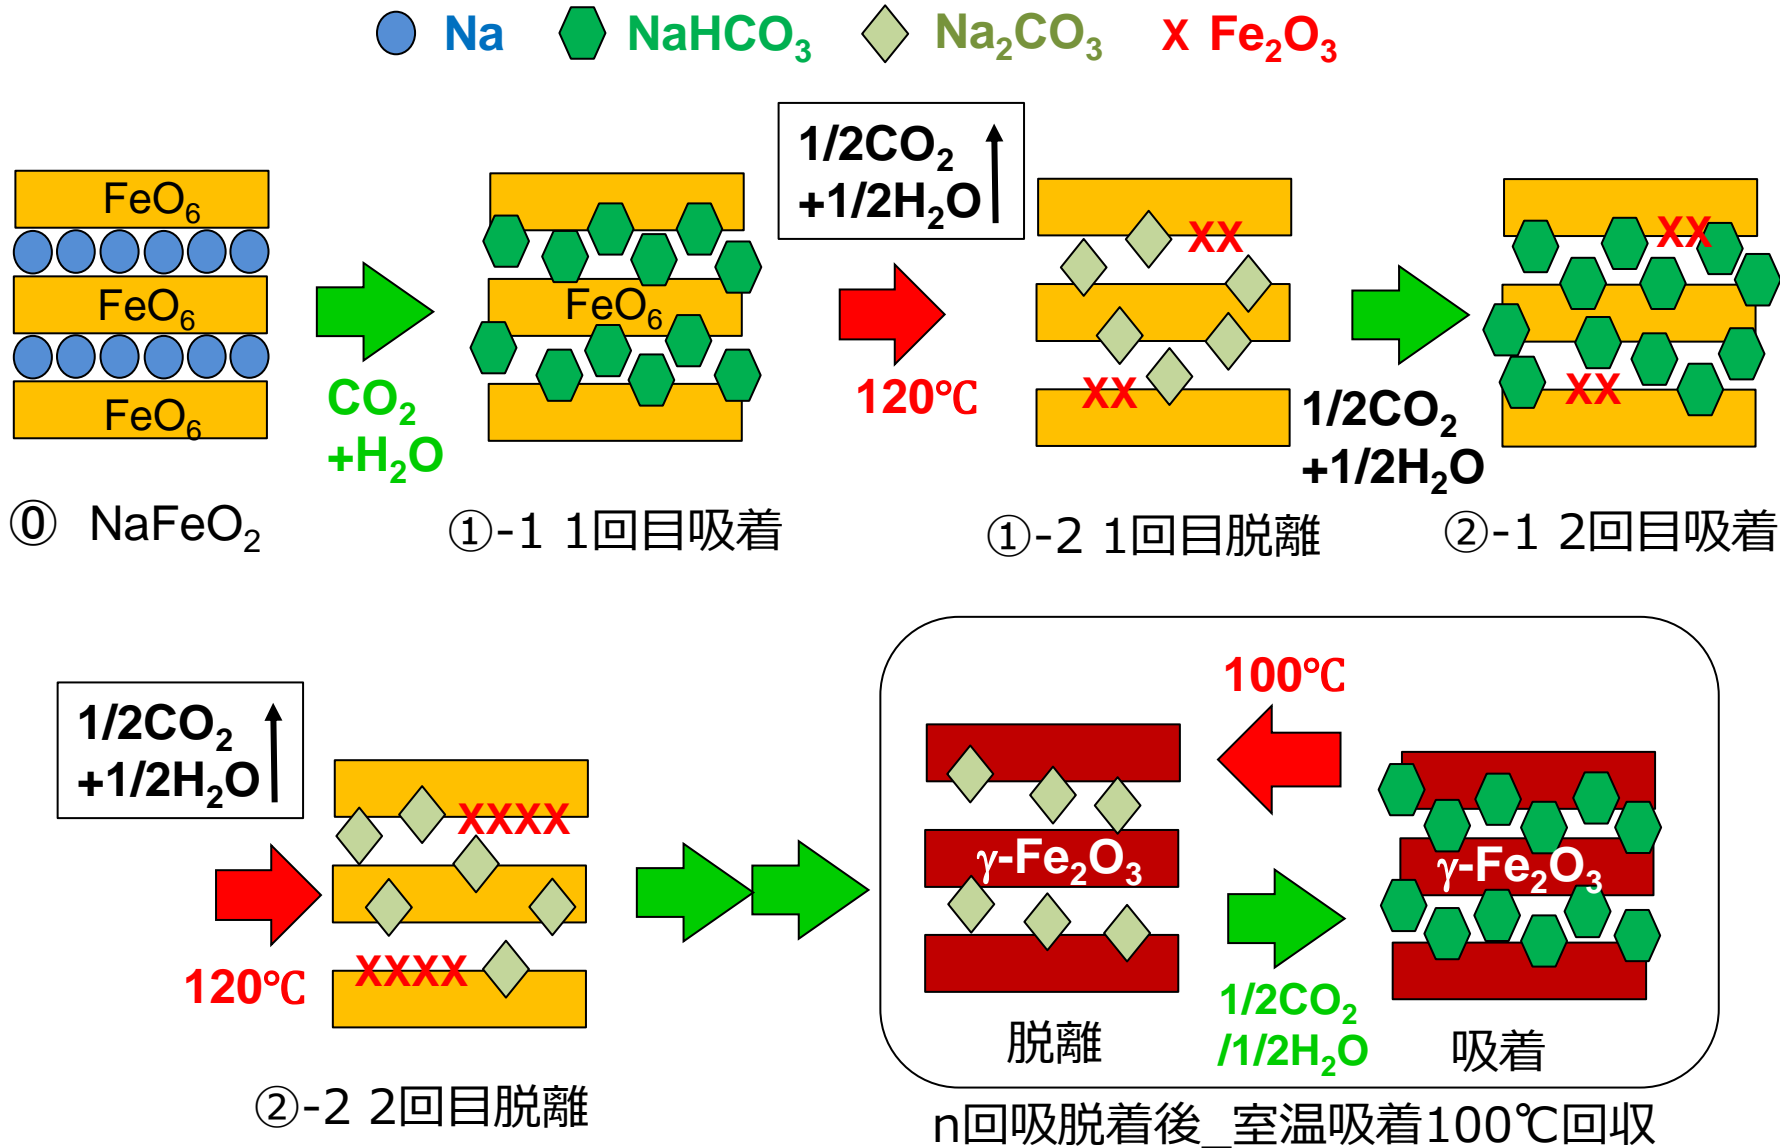 Na NaHCO₃ Na₂CO₃ X Fe₂O₃
FeO₆
FeO₆
FeO₆
⓪ NaFeO₂
CO₂
+H₂O
FeO₆
①-1 1回目吸着
1/2CO₂
+1/2H₂O
120℃
XX
XX
①-2 1回目脱離
1/2CO₂
+1/2H₂O
XX
XX
②-1 2回目吸着
1/2CO₂
+1/2H₂O
120℃
XXXX
XXXX
②-2 2回目脱離
γ-Fe₂O₃
脱離
100℃
1/2CO₂
/1/2H₂O
γ-Fe₂O₃
吸着
n回吸脱着後_室温吸着100℃回収